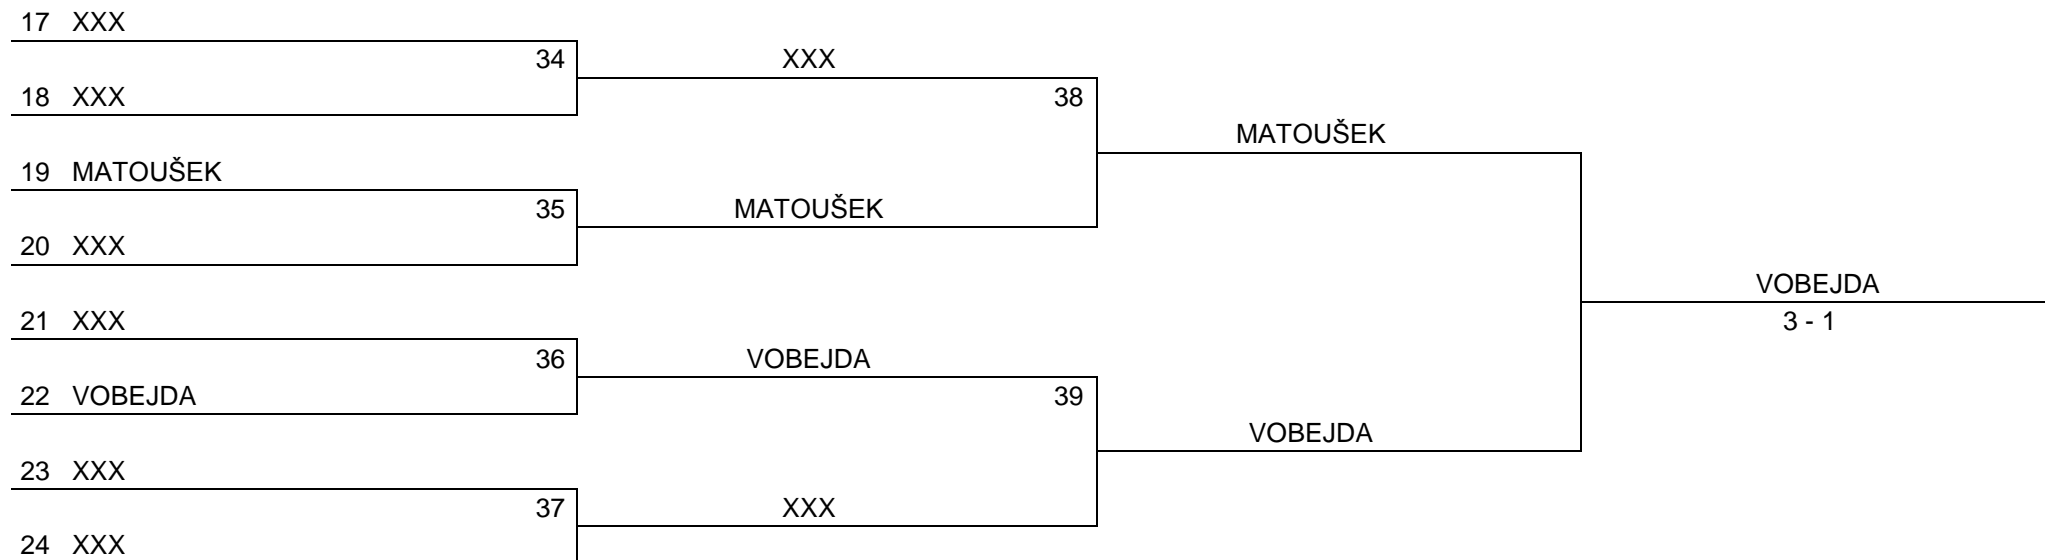 17 XXX
34
XXX
18 XXX
38
MATOUŠEK
19 MATOUŠEK
35
MATOUŠEK
20 XXX
VOBEJDA
21 XXX
3 - 1
36
VOBEJDA
22 VOBEJDA
39
VOBEJDA
23 XXX
37
XXX
24 XXX